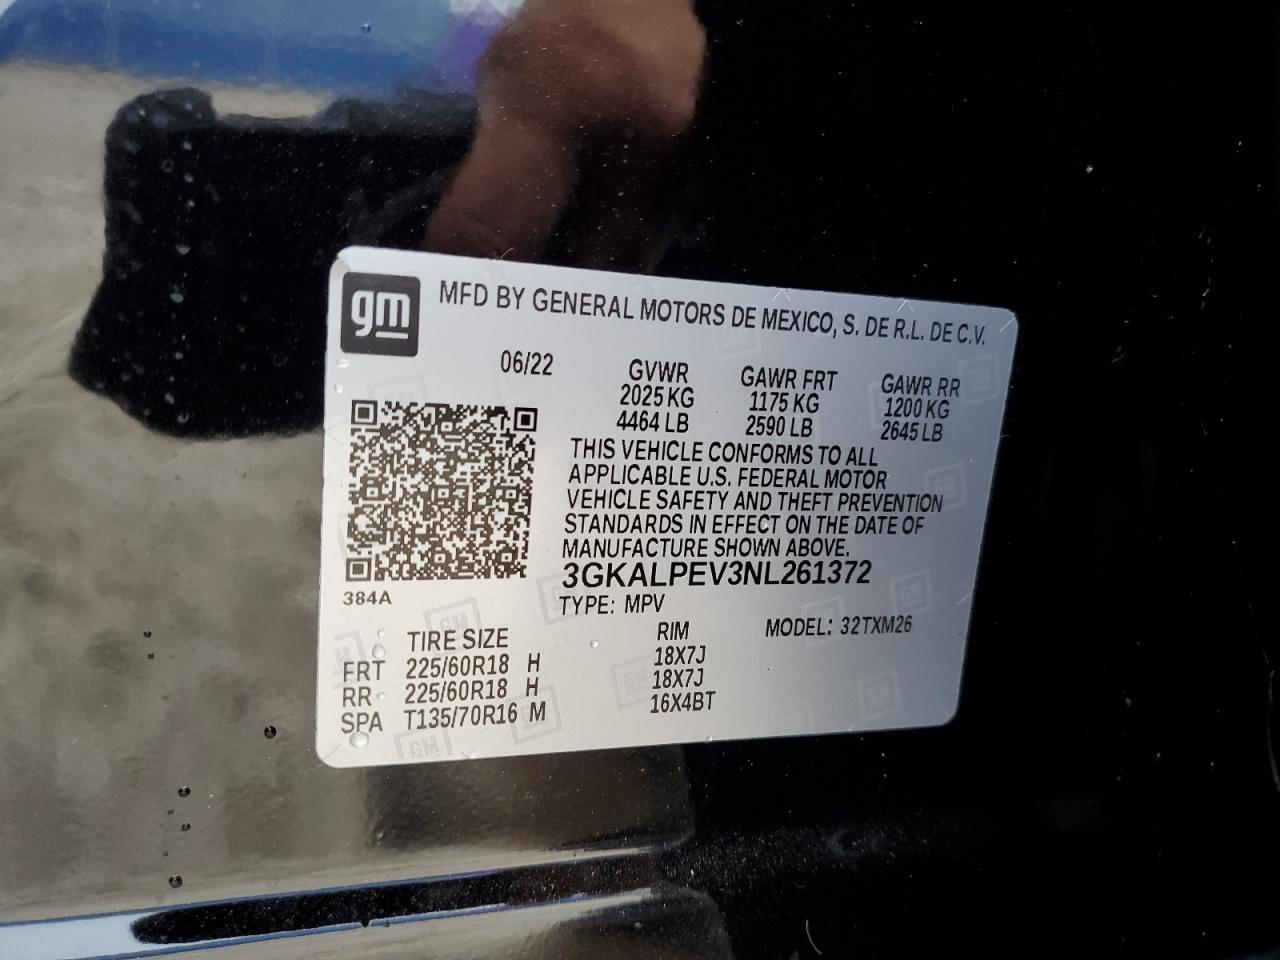 gm MFD BY GENERAL MOTORS DE MEXICO, S. DE R.L. DE C.V.
06/22 GVWR GAWR FRT GAWR RR
2025 KG 1175 KG 1200 KG
4464 LB 2590 LB 2645 LB
THIS VEHICLE CONFORMS TO ALL
APPLICABLE U.S. FEDERAL MOTOR
VEHICLE SAFETY AND THEFT PREVENTION
STANDARDS IN EFFECT ON THE DATE OF
MANUFACTURE SHOWN ABOVE.
3GKALPEV3NL261372
384A TYPE: MPV
TIRE SIZE RIM MODEL: 32TXM26
FRT 225/60R18 H 18X7J
RR 225/60R18 H 18X7J
SPA T135/70R16 M 16X4BT